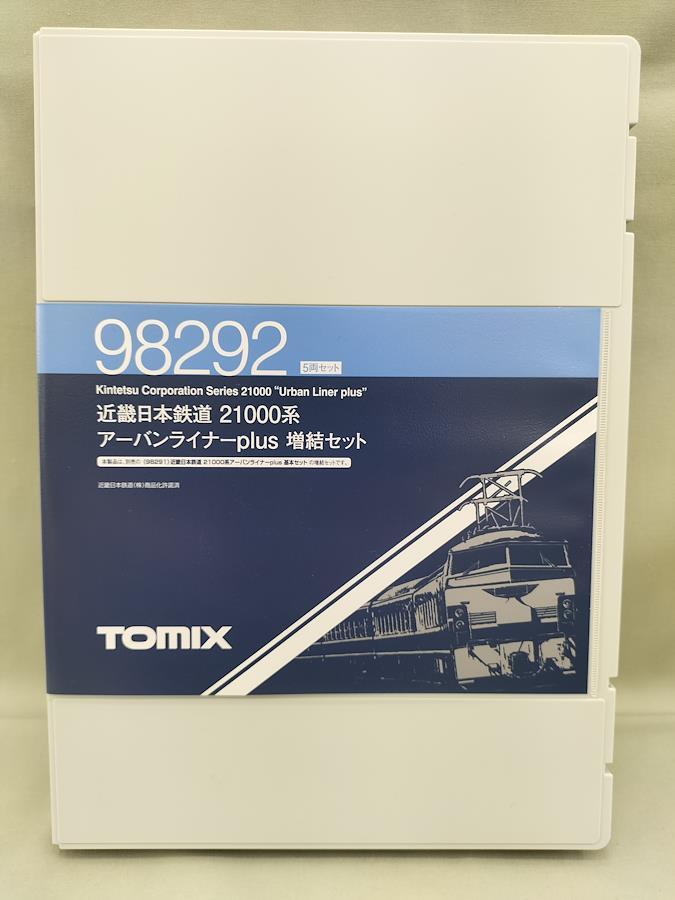 98292
5両セット
Kintetsu Corporation Series 21000 “Urban Liner plus”
近畿日本鉄道 21000系
アーバンライナーplus 増結セット
本製品は、別売の〈98291〉近畿日本鉄道 21000系アーバンライナーplus 基本セット の増結セットです。
近畿日本鉄道(株)商品化許諾済
TOMIX